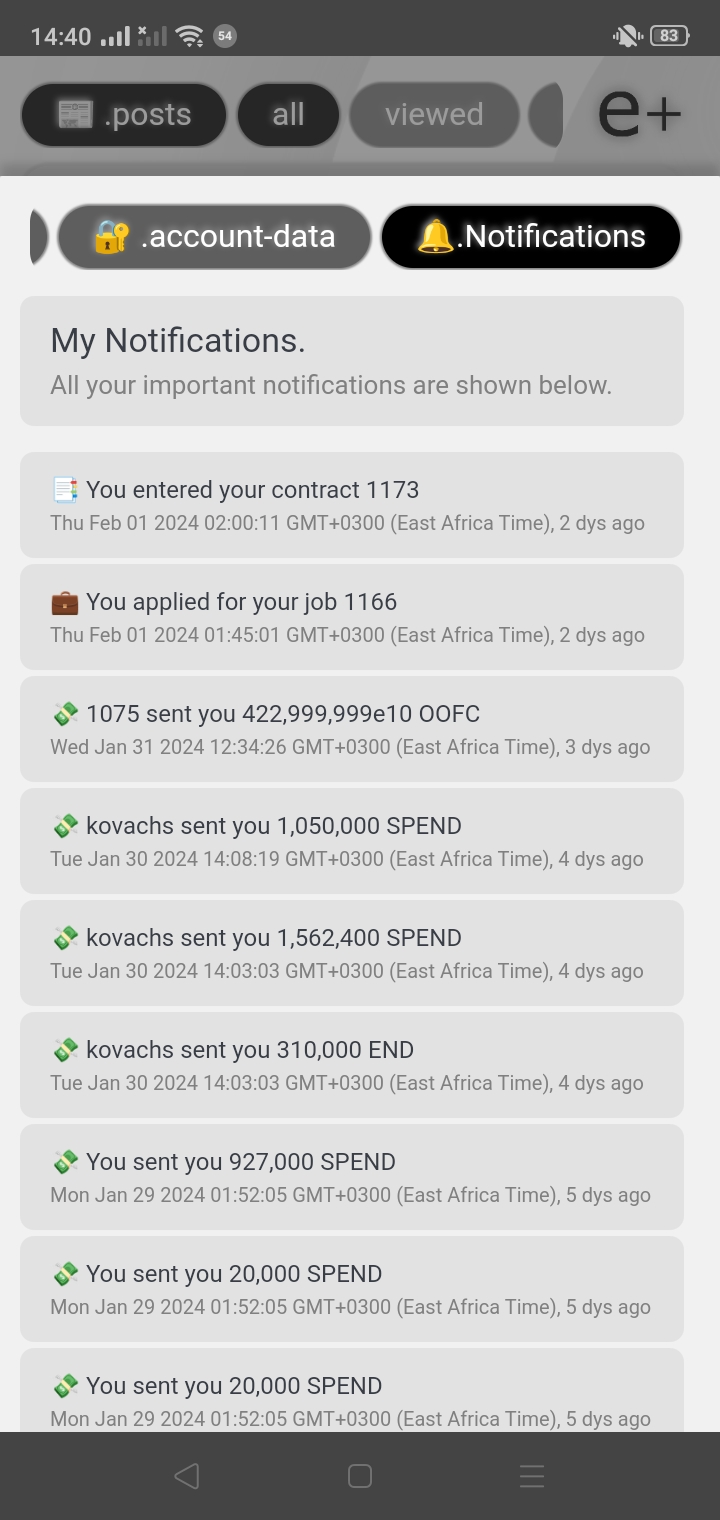 14:40
54
83
.posts
all
viewed
e+
.account-data
.Notifications
My Notifications.
All your important notifications are shown below.
You entered your contract 1173
Thu Feb 01 2024 02:00:11 GMT+0300 (East Africa Time), 2 dys ago
You applied for your job 1166
Thu Feb 01 2024 01:45:01 GMT+0300 (East Africa Time), 2 dys ago
1075 sent you 422,999,999e10 OOFC
Wed Jan 31 2024 12:34:26 GMT+0300 (East Africa Time), 3 dys ago
kovachs sent you 1,050,000 SPEND
Tue Jan 30 2024 14:08:19 GMT+0300 (East Africa Time), 4 dys ago
kovachs sent you 1,562,400 SPEND
Tue Jan 30 2024 14:03:03 GMT+0300 (East Africa Time), 4 dys ago
kovachs sent you 310,000 END
Tue Jan 30 2024 14:03:03 GMT+0300 (East Africa Time), 4 dys ago
You sent you 927,000 SPEND
Mon Jan 29 2024 01:52:05 GMT+0300 (East Africa Time), 5 dys ago
You sent you 20,000 SPEND
Mon Jan 29 2024 01:52:05 GMT+0300 (East Africa Time), 5 dys ago
You sent you 20,000 SPEND
Mon Jan 29 2024 01:52:05 GMT+0300 (East Africa Time), 5 dys ago